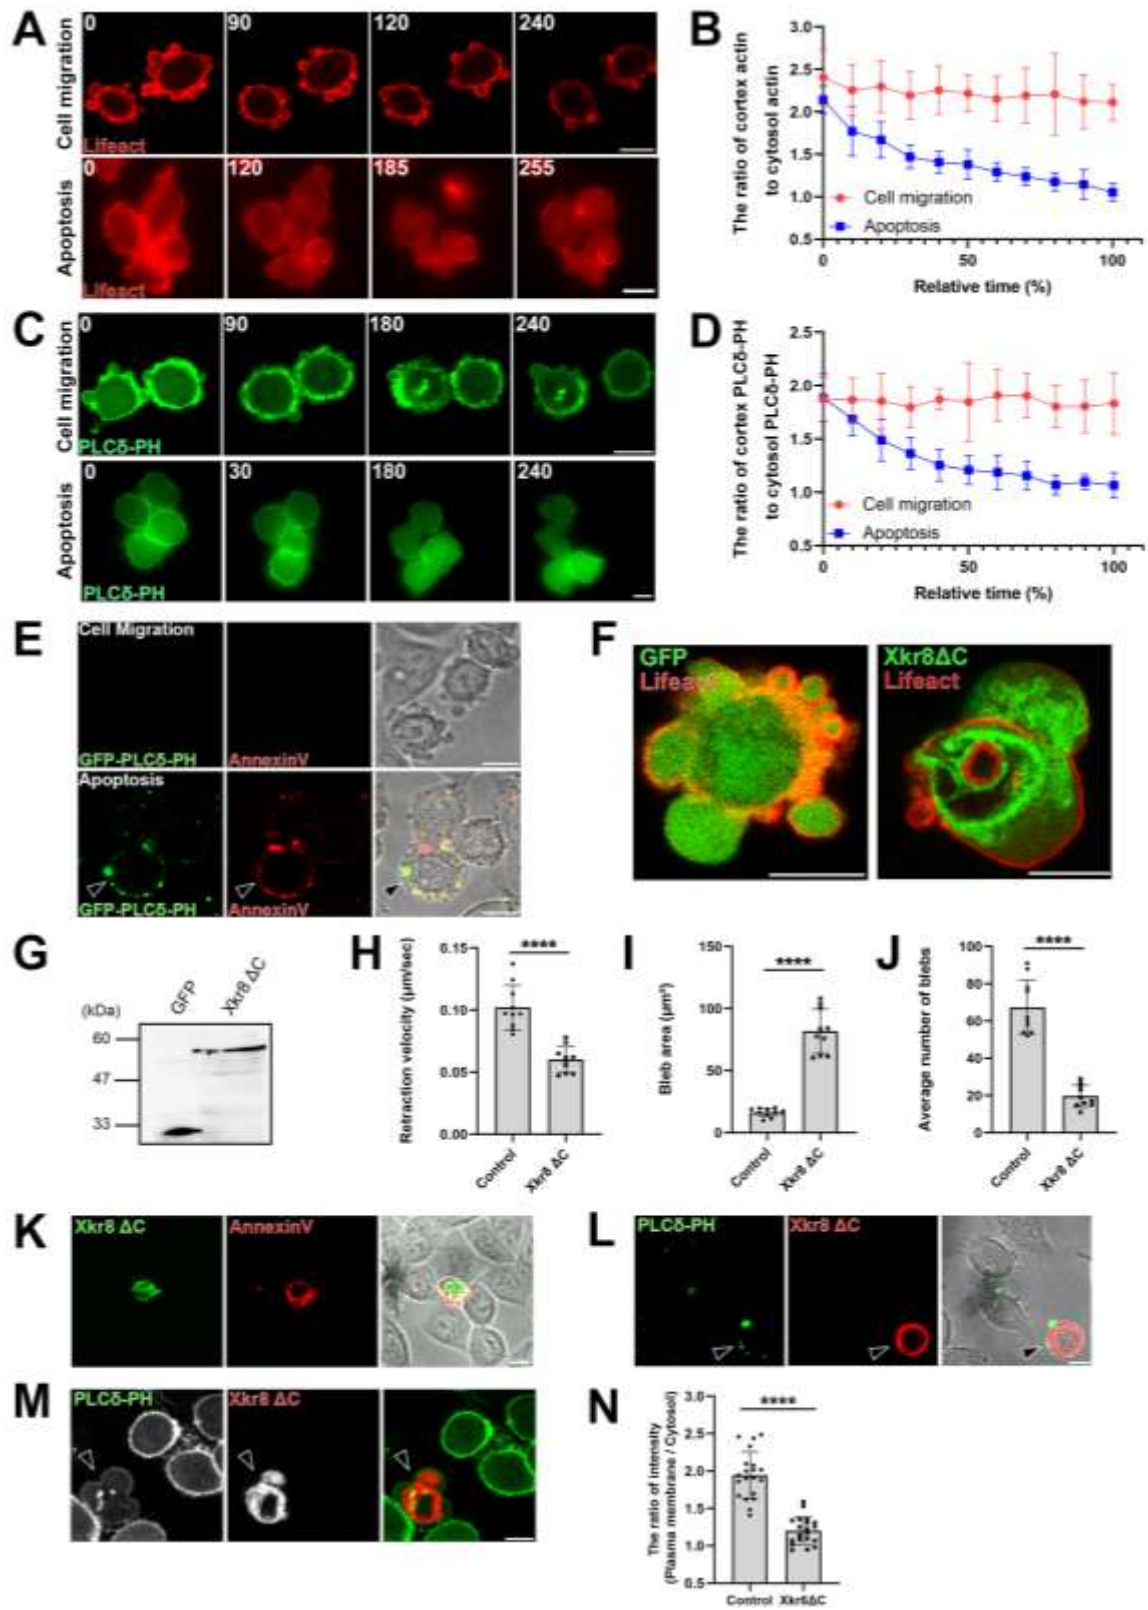 A
0
90
120
240
Cell migration
Lifeact
0
120
185
255
Apoptosis
Lifeact
B
The ratio of cortex actin
to cytosol actin
3.0
2.5
2.0
1.5
1.0
0.5
Cell migration
Apoptosis
0
50
100
Relative time (%)
C
0
90
180
240
Cell migration
PLCδ-PH
0
30
180
240
Apoptosis
PLCδ-PH
D
The ratio of cortex PLCδ-PH
to cytosol PLCδ-PH
2.5
2.0
1.5
1.0
0.5
Cell migration
Apoptosis
0
50
100
Relative time (%)
E
Cell Migration
GFP-PLCδ-PH
AnnexinV
Apoptosis
GFP-PLCδ-PH
AnnexinV
F
GFP
Lifeact
Xkr8ΔC
Lifeact
G
(kDa)
GFP
Xkr8 ΔC
60
47
33
H
Retraction velocity (μm/sec)
0.15
0.10
0.05
0.00
****
Control
Xkr8 ΔC
I
Bleb area (μm²)
150
100
50
0
****
Control
Xkr8 ΔC
J
Average number of blebs
100
80
60
40
20
0
****
Control
Xkr8 ΔC
K
Xkr8 ΔC
AnnexinV
L
PLCδ-PH
Xkr8 ΔC
M
PLCδ-PH
Xkr8 ΔC
N
The ratio of intensity
(Plasma membrane / Cytosol)
3.0
2.5
2.0
1.5
1.0
0.5
****
Control
Xkr8ΔC